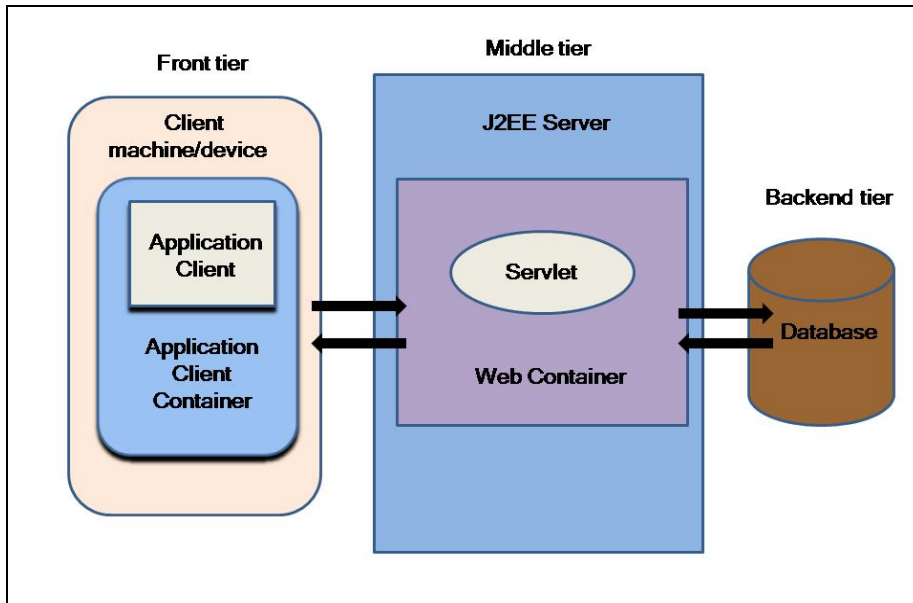 Front tier
Client
machine/device
Application
Client
Application
Client
Container
Middle tier
J2EE Server
Servlet
Web Container
Backend tier
Database